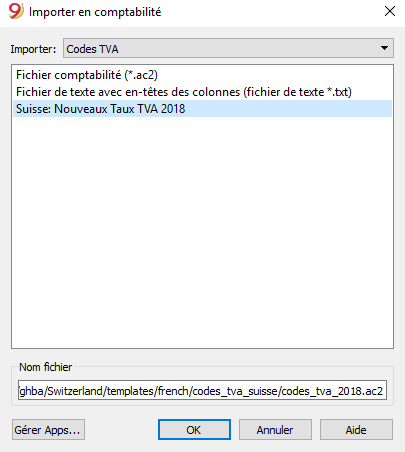 Importer en comptabilité
Importer: Codes TVA
Fichier comptabilité (*.ac2)
Fichier de texte avec en-têtes des colonnes (fichier de texte *.txt)
Suisse: Nouveaux Taux TVA 2018
Nom fichier
ghba/Switzerland/templates/french/codes_tva_suisse/codes_tva_2018.ac2
Gérer Apps... OK Annuler Aide